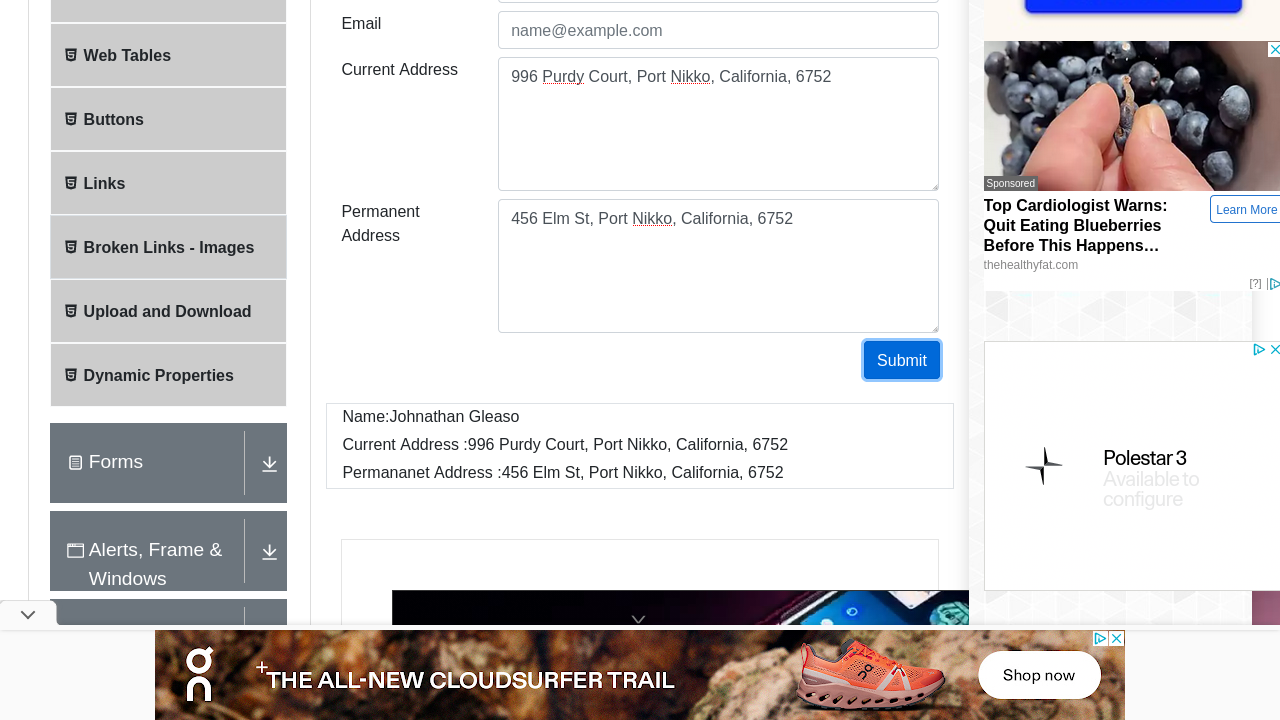 Email
name@example.com
Web Tables
Current Address
996 Purdy Court, Port Nikko, California, 6752
Buttons
Links
Permanent
Address
456 Elm St, Port Nikko, California, 6752
Broken Links - Images
Upload and Download
Dynamic Properties
Submit
Name:Johnathan Gleaso
Current Address :996 Purdy Court, Port Nikko, California, 6752
Permananet Address :456 Elm St, Port Nikko, California, 6752
Forms
Alerts, Frame &
Windows
Sponsored
Top Cardiologist Warns:
Quit Eating Blueberries
Before This Happens…
Learn More
thehealthyfat.com
[?]
Polestar 3
Available to
configure
on
THE ALL-NEW CLOUDSURFER TRAIL
Shop now